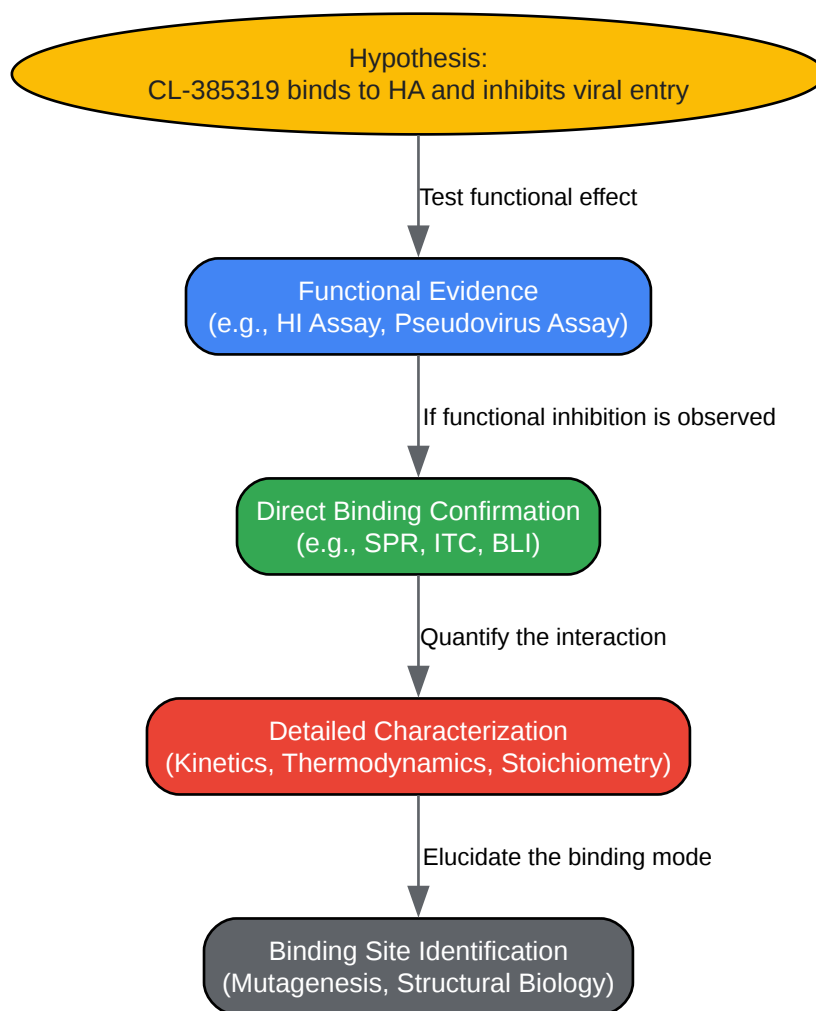 Hypothesis:
CL-385319 binds to HA and inhibits viral entry
Test functional effect
Functional Evidence
(e.g., HI Assay, Pseudovirus Assay)
If functional inhibition is observed
Direct Binding Confirmation
(e.g., SPR, ITC, BLI)
Quantify the interaction
Detailed Characterization
(Kinetics, Thermodynamics, Stoichiometry)
Elucidate the binding mode
Binding Site Identification
(Mutagenesis, Structural Biology)